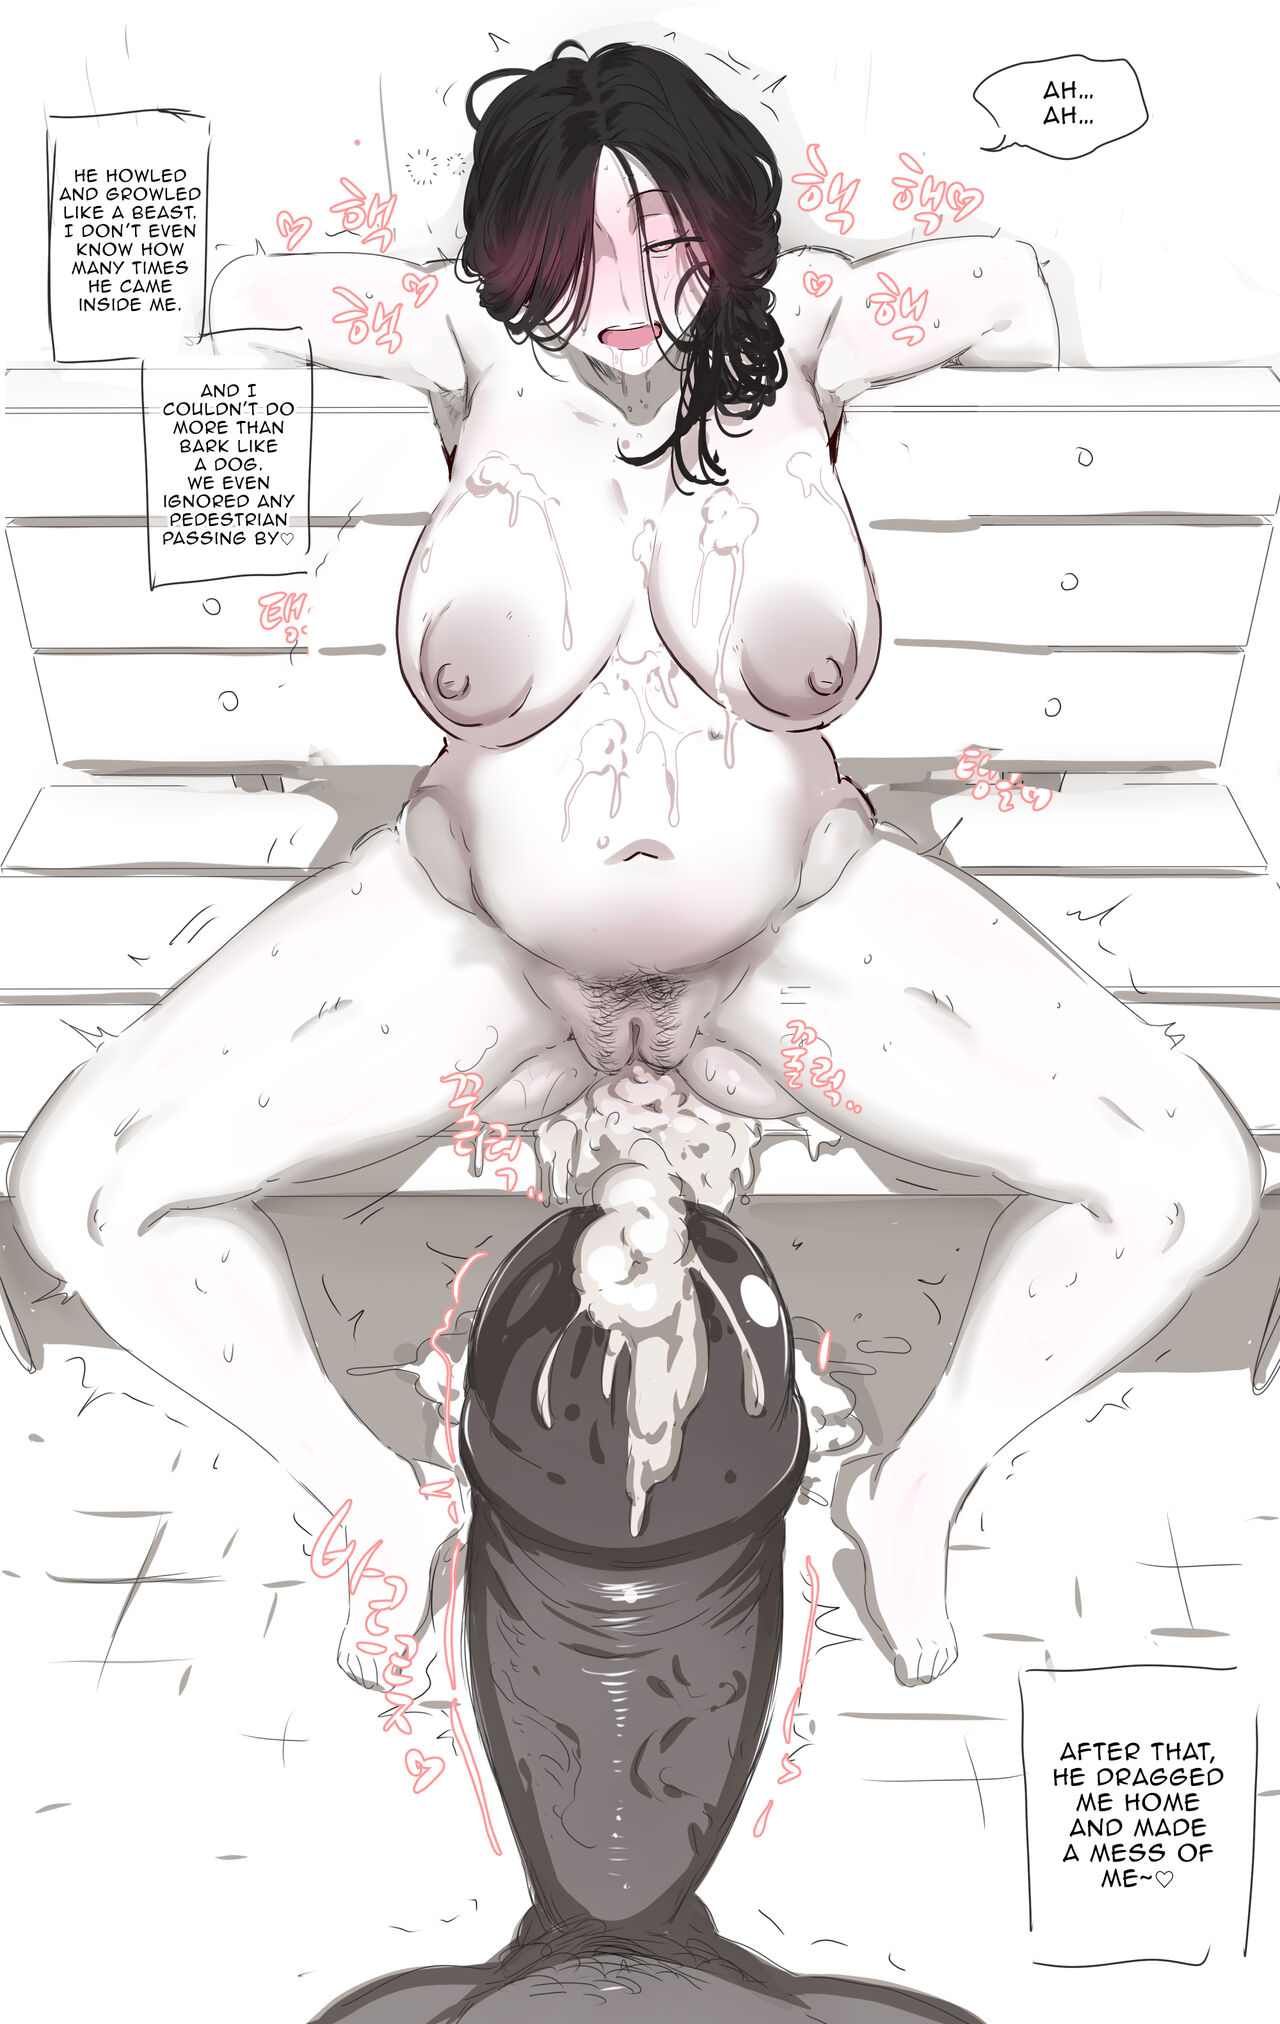 AH...
AH...
HE HOWLED
AND GROWLED
LIKE A BEAST.
I DON'T EVEN
KNOW HOW
MANY TIMES
HE CAME
INSIDE ME.
AND I
COULDN'T DO
MORE THAN
BARK LIKE
A DOG.
WE EVEN
IGNORED ANY
PEDESTRIAN
PASSING BY♡
♡핵
핵♡
핵
핵♡
♡핵
꿀럭..
꿀럭..
AFTER THAT,
HE DRAGGED
ME HOME
AND MADE
A MESS OF
ME~♡